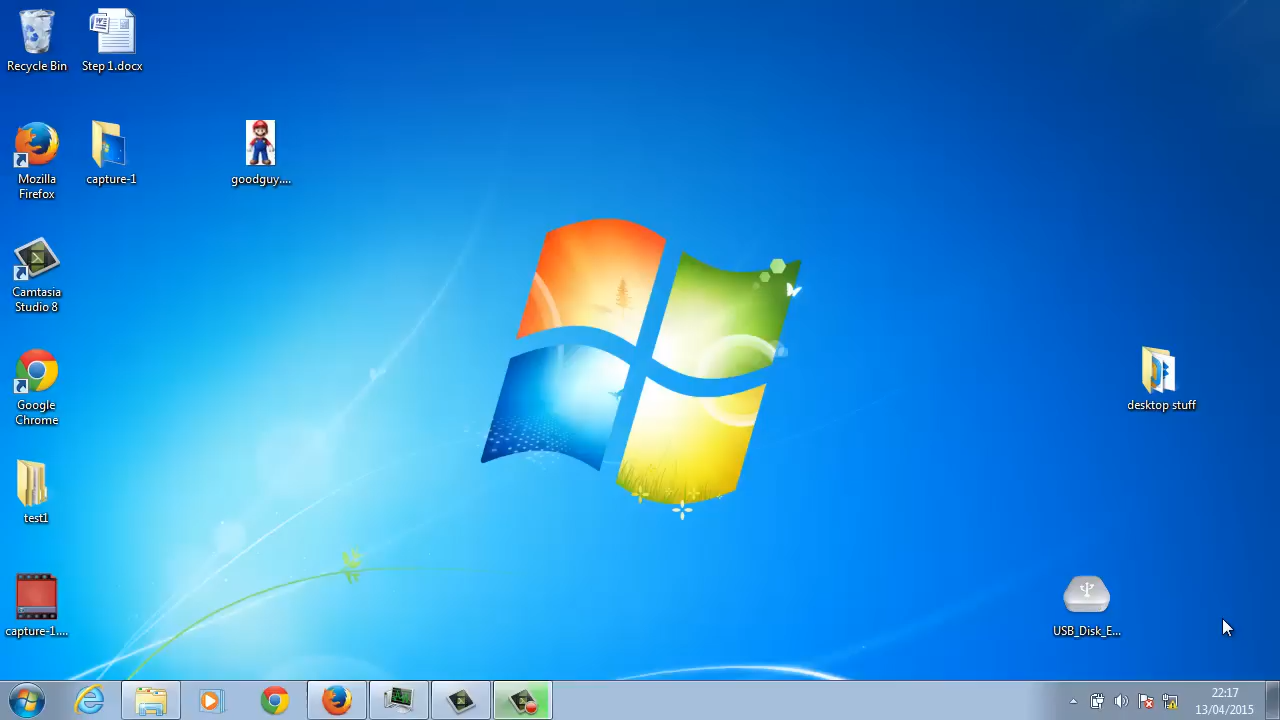 Recycle Bin
Step 1.docx
Mozilla
Firefox
capture-1
goodguy....
Camtasia
Studio 8
Google
Chrome
desktop stuff
test1
capture-1....
USB_Disk_E...
22:17
13/04/2015